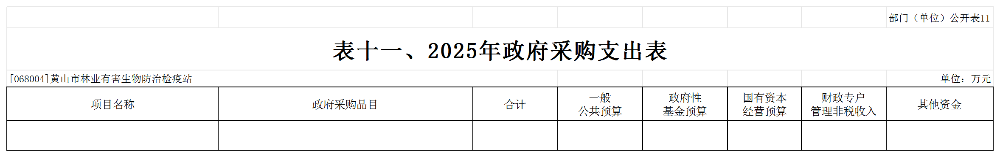 部门（单位）公开表11
表十一、2025年政府采购支出表
[068004]黄山市林业有害生物防治检疫站
单位：万元
项目名称
政府采购品目
合计
一般
公共预算
政府性
基金预算
国有资本
经营预算
财政专户
管理非税收入
其他资金